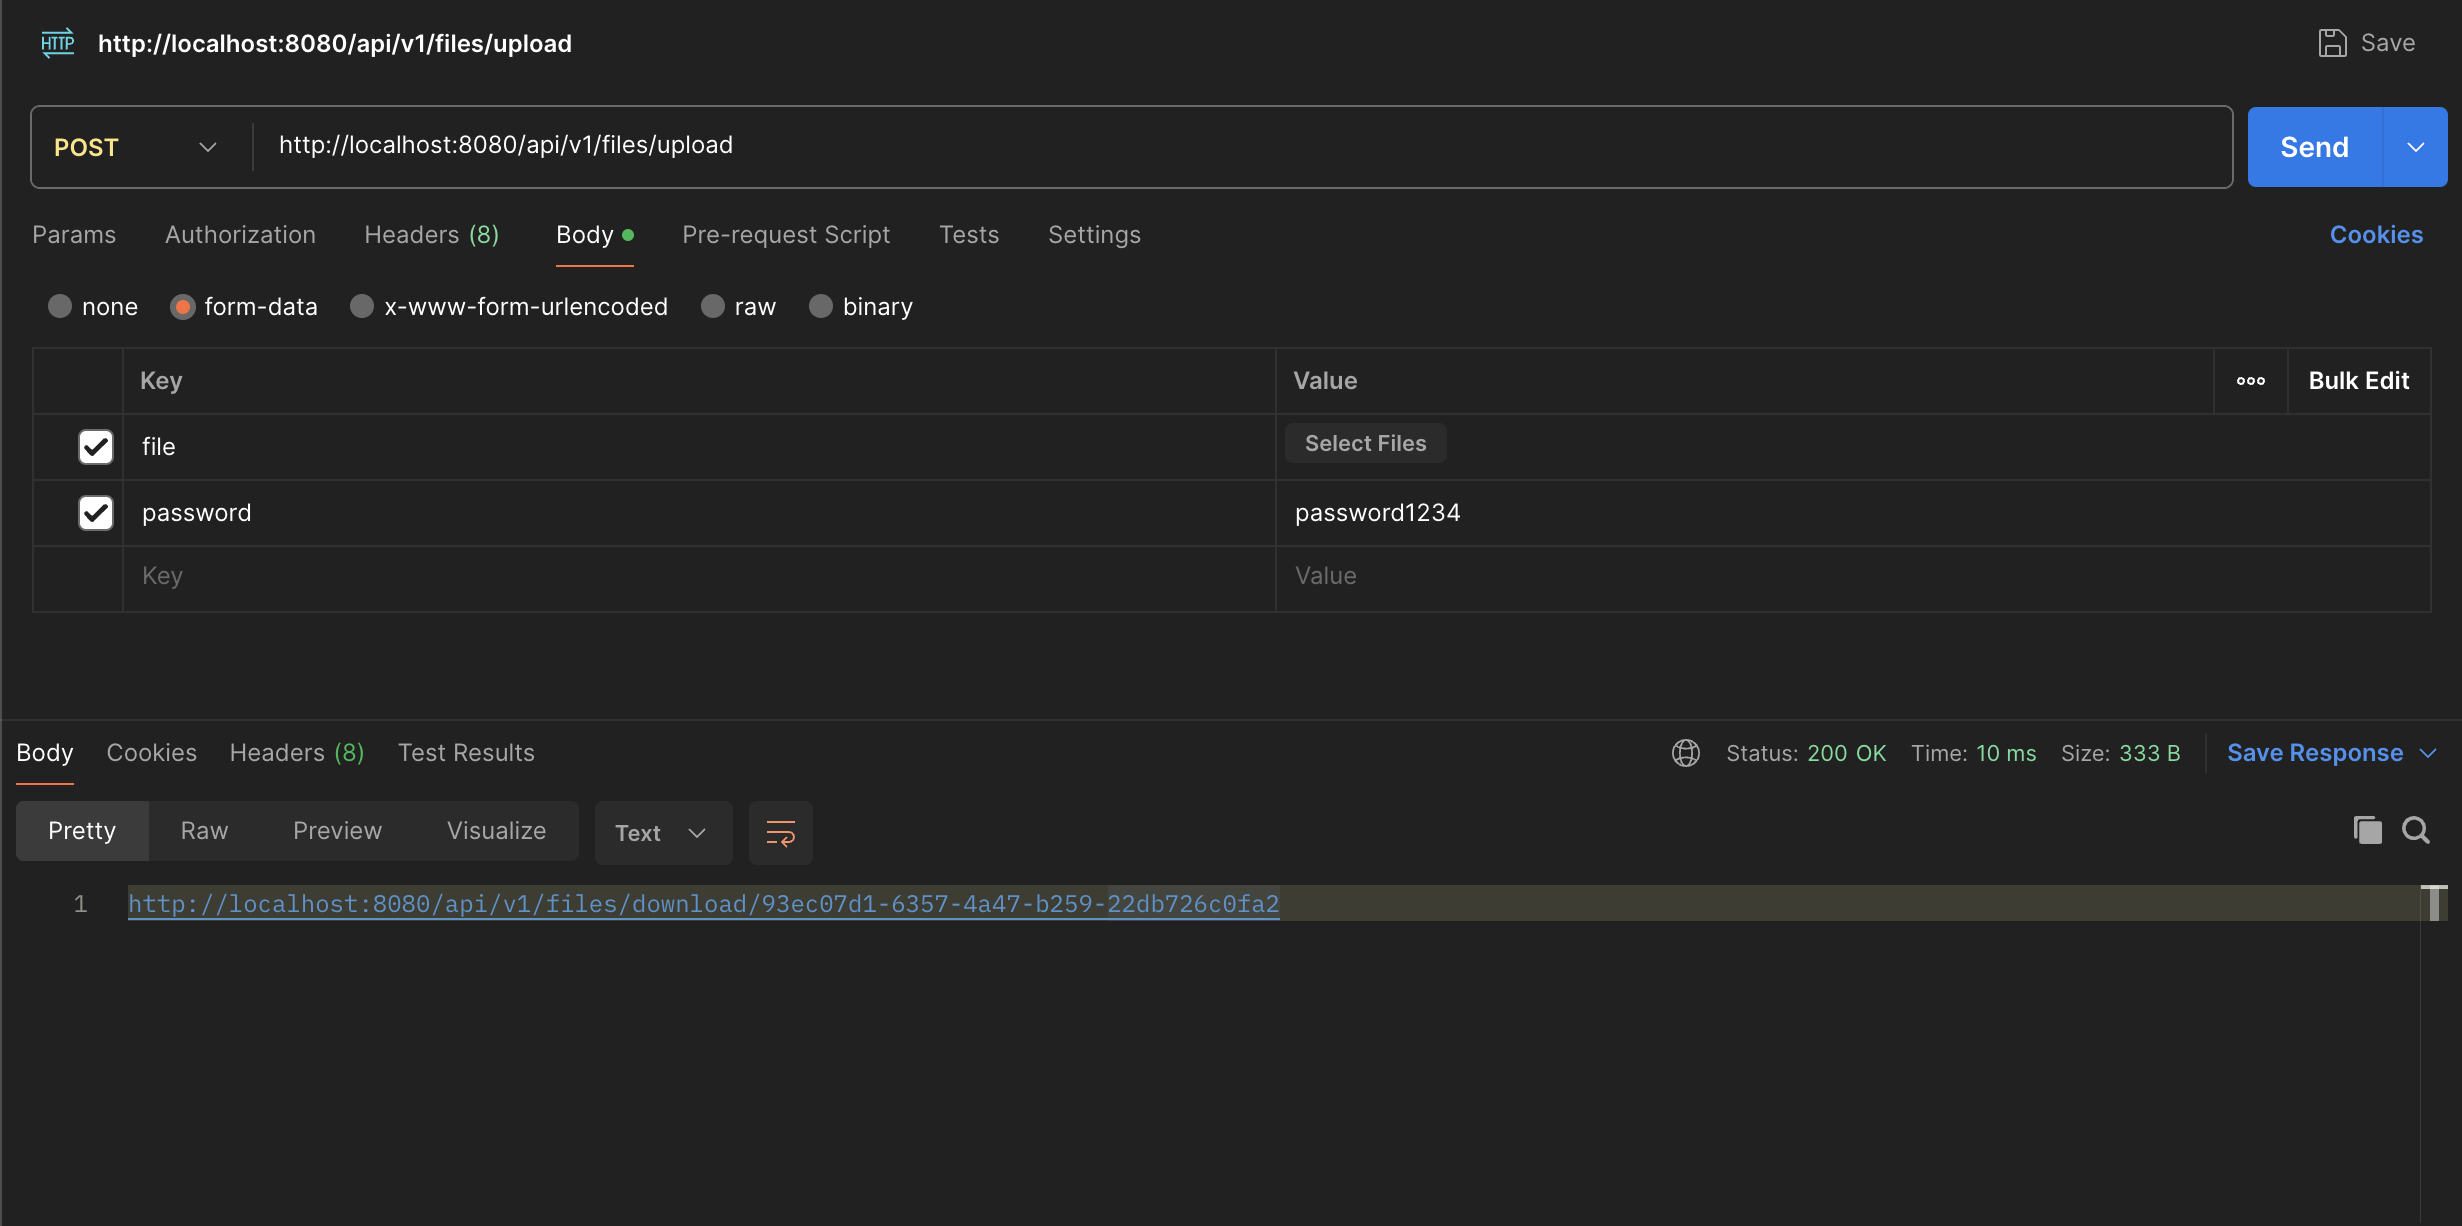 HTTP http://localhost:8080/api/v1/files/upload Save
POST http://localhost:8080/api/v1/files/upload Send
Params Authorization Headers (8) Body Pre-request Script Tests Settings Cookies
none form-data x-www-form-urlencoded raw binary
Key Value Bulk Edit
file Select Files
password password1234
Key Value
Body Cookies Headers (8) Test Results Status: 200 OK Time: 10 ms Size: 333 B Save Response
Pretty Raw Preview Visualize Text
1 http://localhost:8080/api/v1/files/download/93ec07d1-6357-4a47-b259-22db726c0fa2